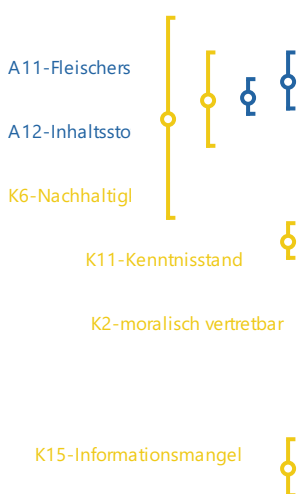 A11-Fleischers
A12-Inhaltssto
K6-Nachhaltigl
K11-Kenntnisstand
K2-moralisch vertretbar
K15-Informationsmangel